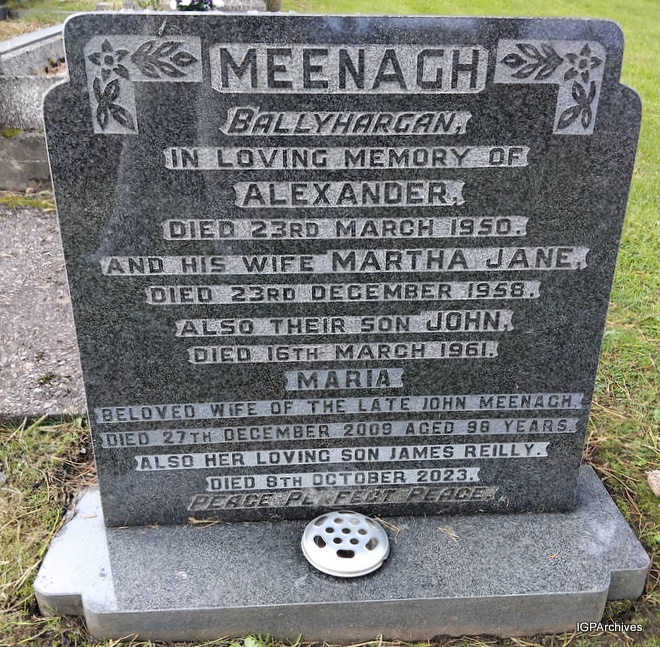 MEENAGH
BALLYHARGAN,
IN LOVING MEMORY OF
ALEXANDER,
DIED 23RD MARCH 1950.
AND HIS WIFE MARTHA JANE,
DIED 23RD DECEMBER 1958.
ALSO THEIR SON JOHN,
DIED 16TH MARCH 1961.
MARIA
BELOVED WIFE OF THE LATE JOHN MEENAGH.
DIED 27TH DECEMBER 2009 AGED 96 YEARS.
ALSO HER LOVING SON JAMES REILLY.
DIED 8TH OCTOBER 2023.
PEACE PERFECT PEACE.
IGPArchives